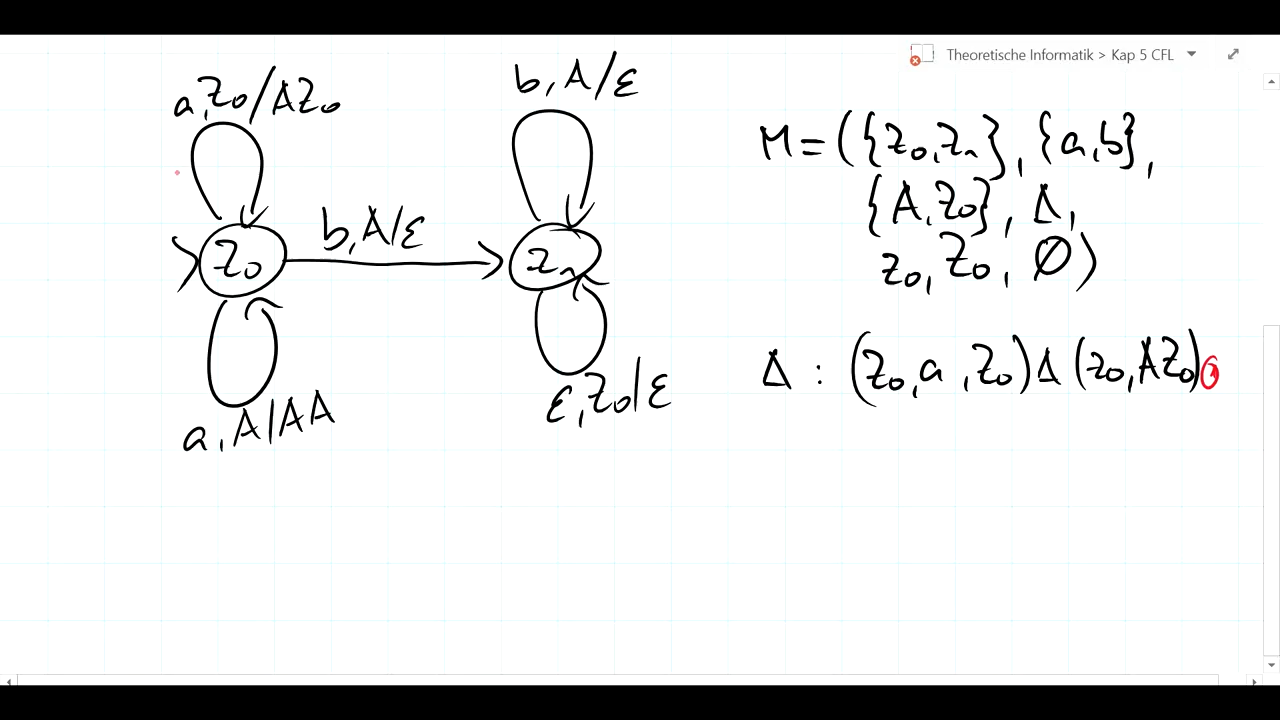 Theoretische Informatik > Kap 5 CFL
a, Z₀/AZ₀
b, A/ε
z₀
b, A/ε
z₁
a, A/AA
ε, Z₀/ε
M = ({z₀, z₁}, {a, b},
{A, Z₀}, Δ,
z₀, Z₀, ∅)
Δ : (z₀, a, Z₀) Δ (z₀, AZ₀)